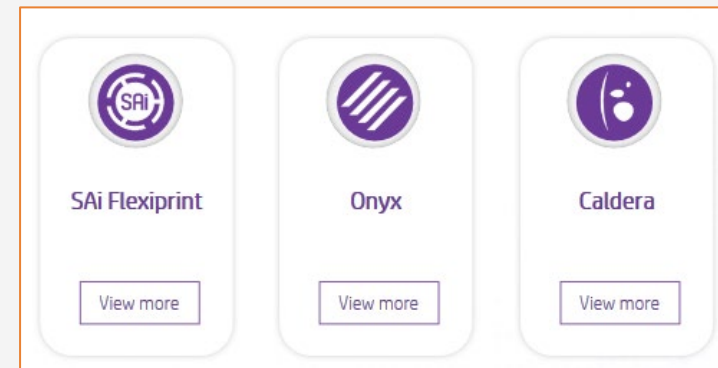 SAi
SAi Flexiprint
Onyx
Caldera
View more
View more
View more